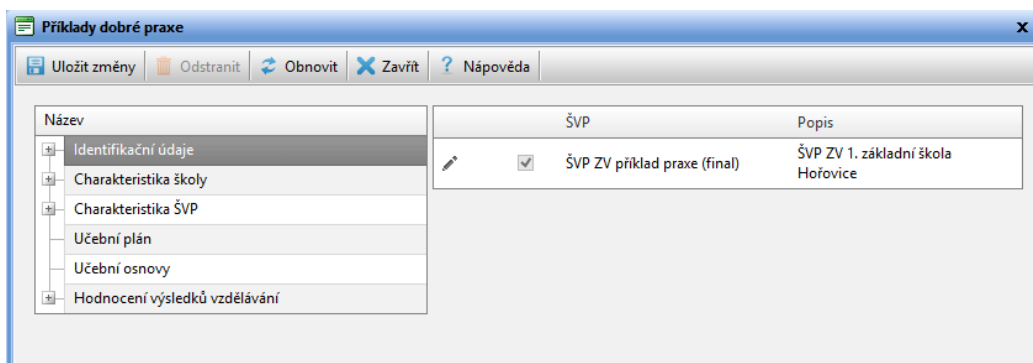 Příklady dobré praxe x
Uložit změny Odstranit Obnovit Zavřít ? Nápověda
Název
Identifikační údaje
Charakteristika školy
Charakteristika ŠVP
Učební plán
Učební osnovy
Hodnocení výsledků vzdělávání
ŠVP Popis
ŠVP ZV příklad praxe (final) ŠVP ZV 1. základní škola
Hořovice